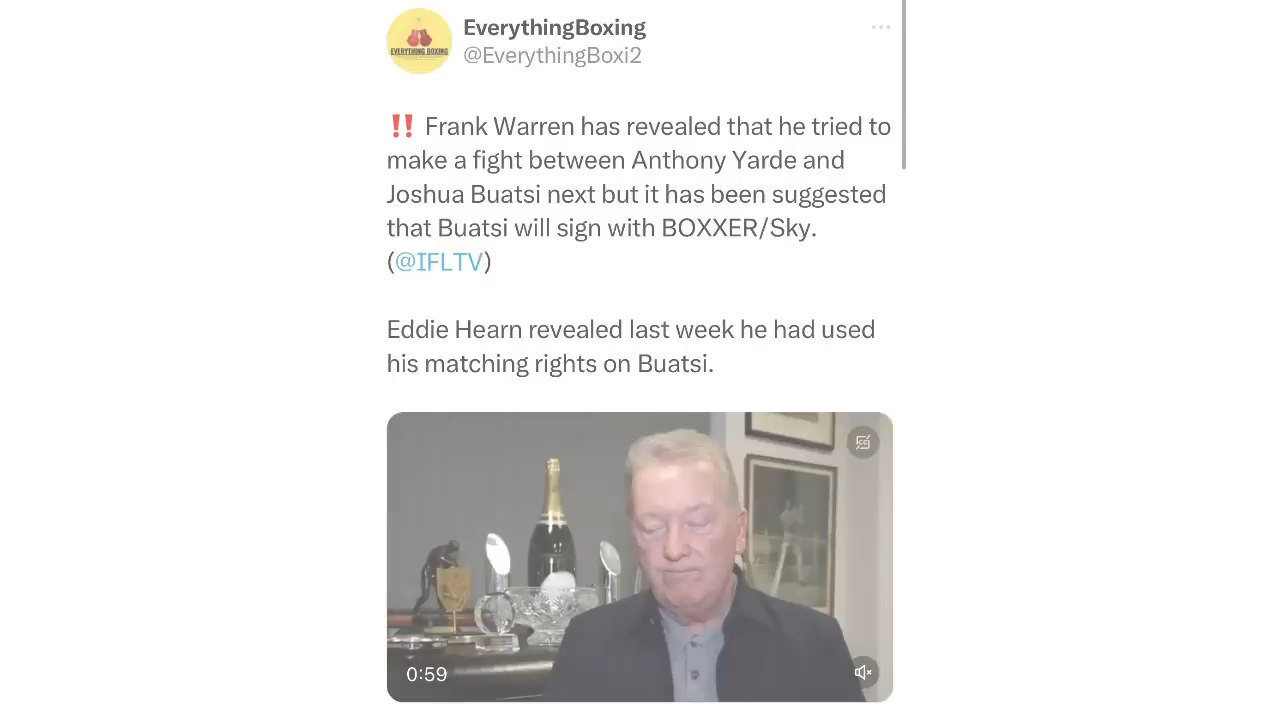 EverythingBoxing
@EverythingBoxi2
EVERYTHING BOXING
‼️ Frank Warren has revealed that he tried to
make a fight between Anthony Yarde and
Joshua Buatsi next but it has been suggested
that Buatsi will sign with BOXXER/Sky.
(@IFLTV)
Eddie Hearn revealed last week he had used
his matching rights on Buatsi.
0:59